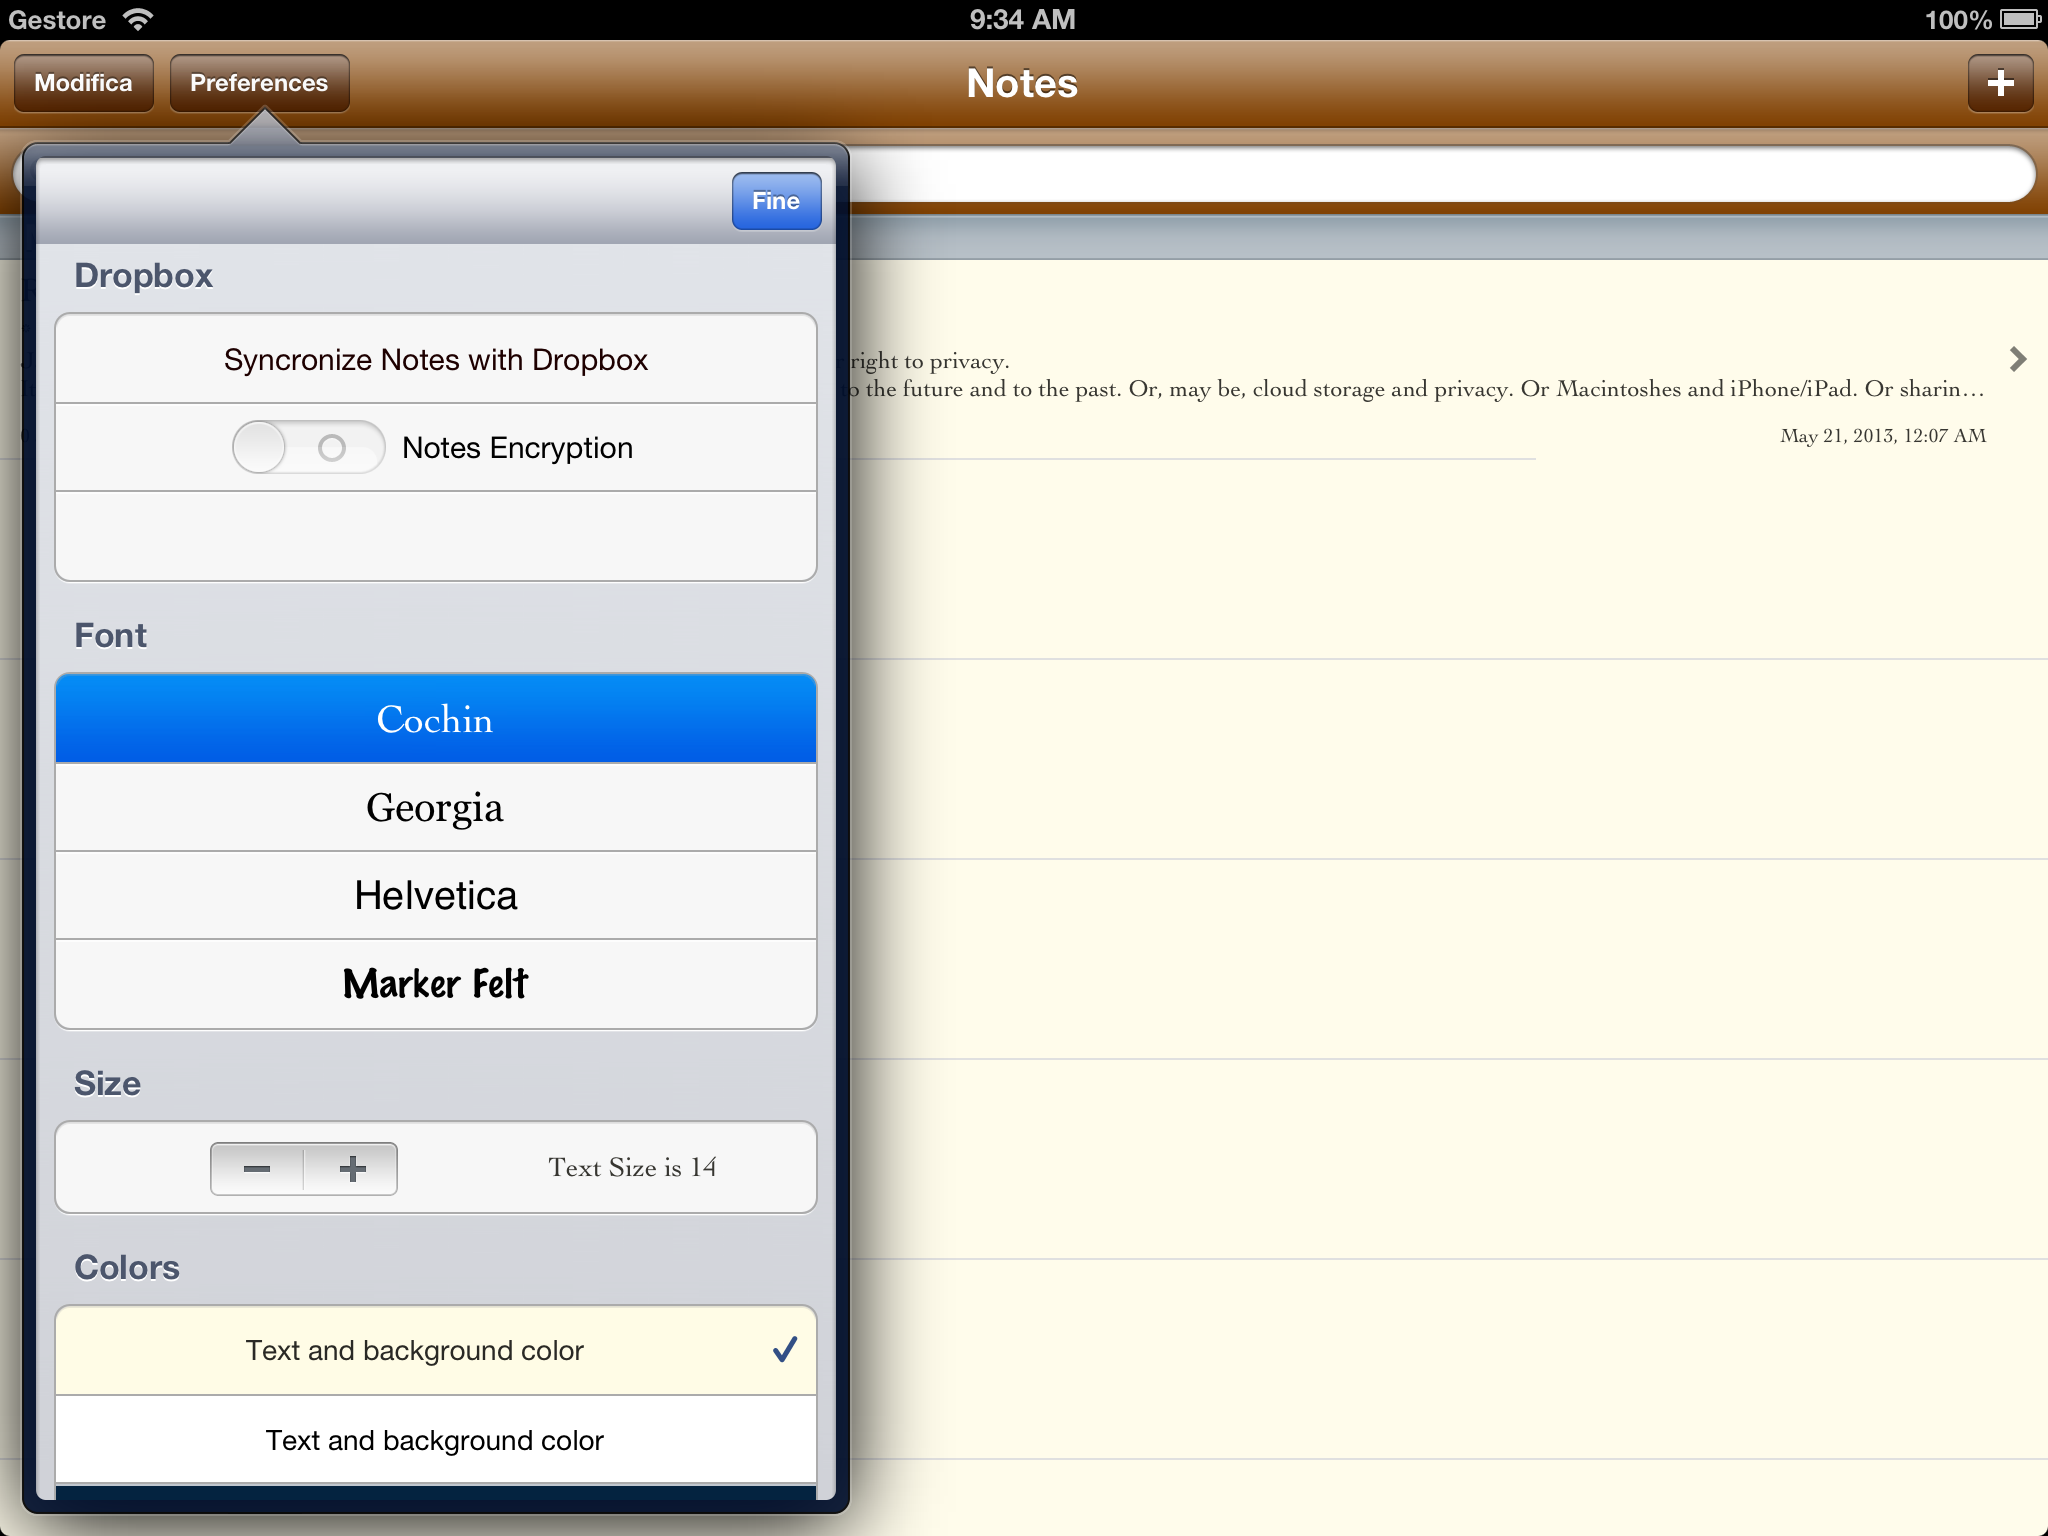 Gestore
9:34 AM
100%
Modifica
Preferences
Notes
Fine
Dropbox
Syncronize Notes with Dropbox
Notes Encryption
Font
Cochin
Georgia
Helvetica
Marker Felt
Size
Text Size is 14
Colors
Text and background color
Text and background color
right to privacy.
to the future and to the past. Or, may be, cloud storage and privacy. Or Macintoshes and iPhone/iPad. Or sharin…
May 21, 2013, 12:07 AM